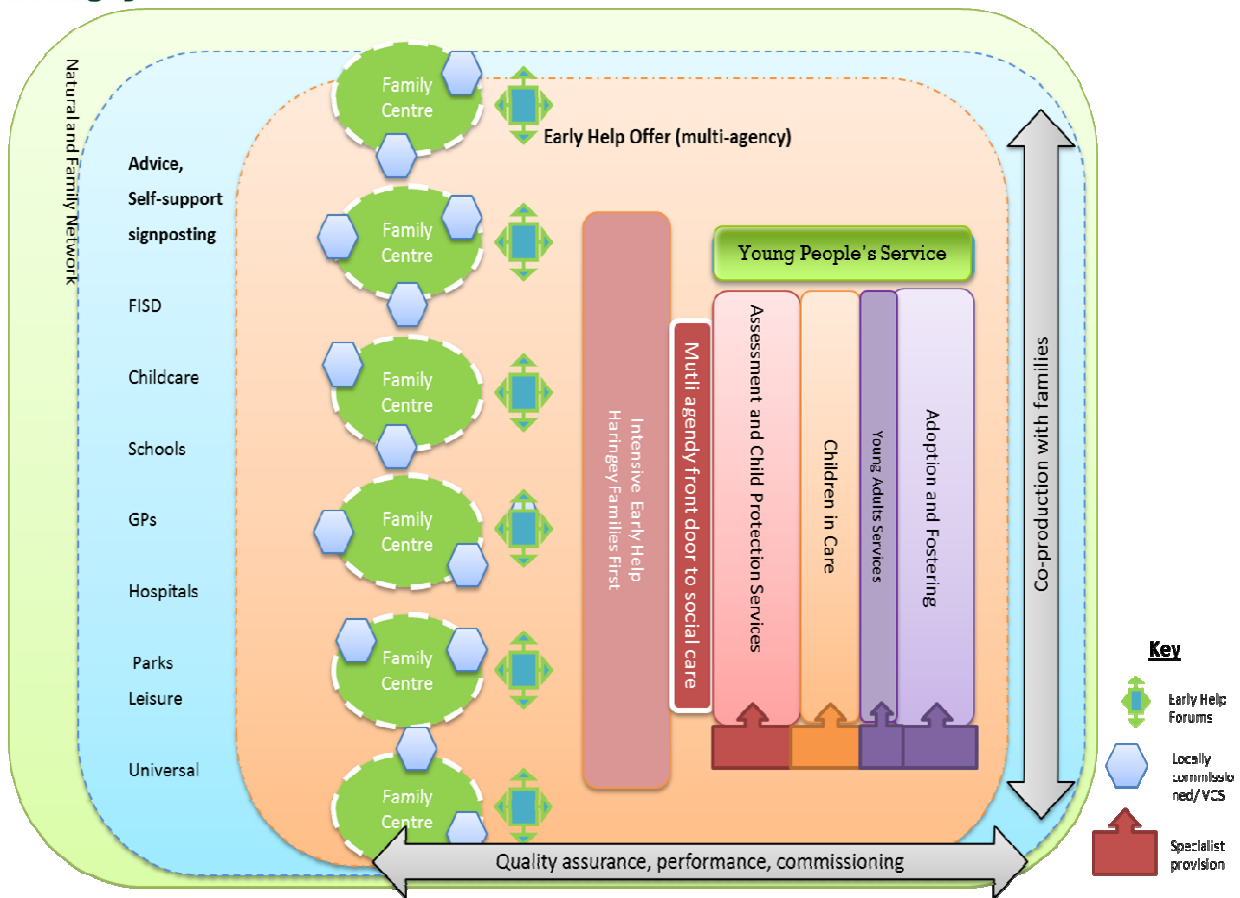 Natural and Family Network
Advice,
Self-support
signposting
FISD
Childcare
Schools
GPs
Hospitals
Parks
Leisure
Universal
Family
Centre
Family
Centre
Family
Centre
Family
Centre
Family
Centre
Family
Centre
Early Help Offer (multi-agency)
Intensive Early Help
Haringey Families First
Mutli agendy front door to social care
Young People's Service
Assessment and Child Protection Services
Children in Care
Young Adults Services
Adoption and Fostering
Co-production with families
Quality assurance, performance, commissioning
Key
Early Help
Forums
Locally
commissio
ned/ VCS
Specialist
provision